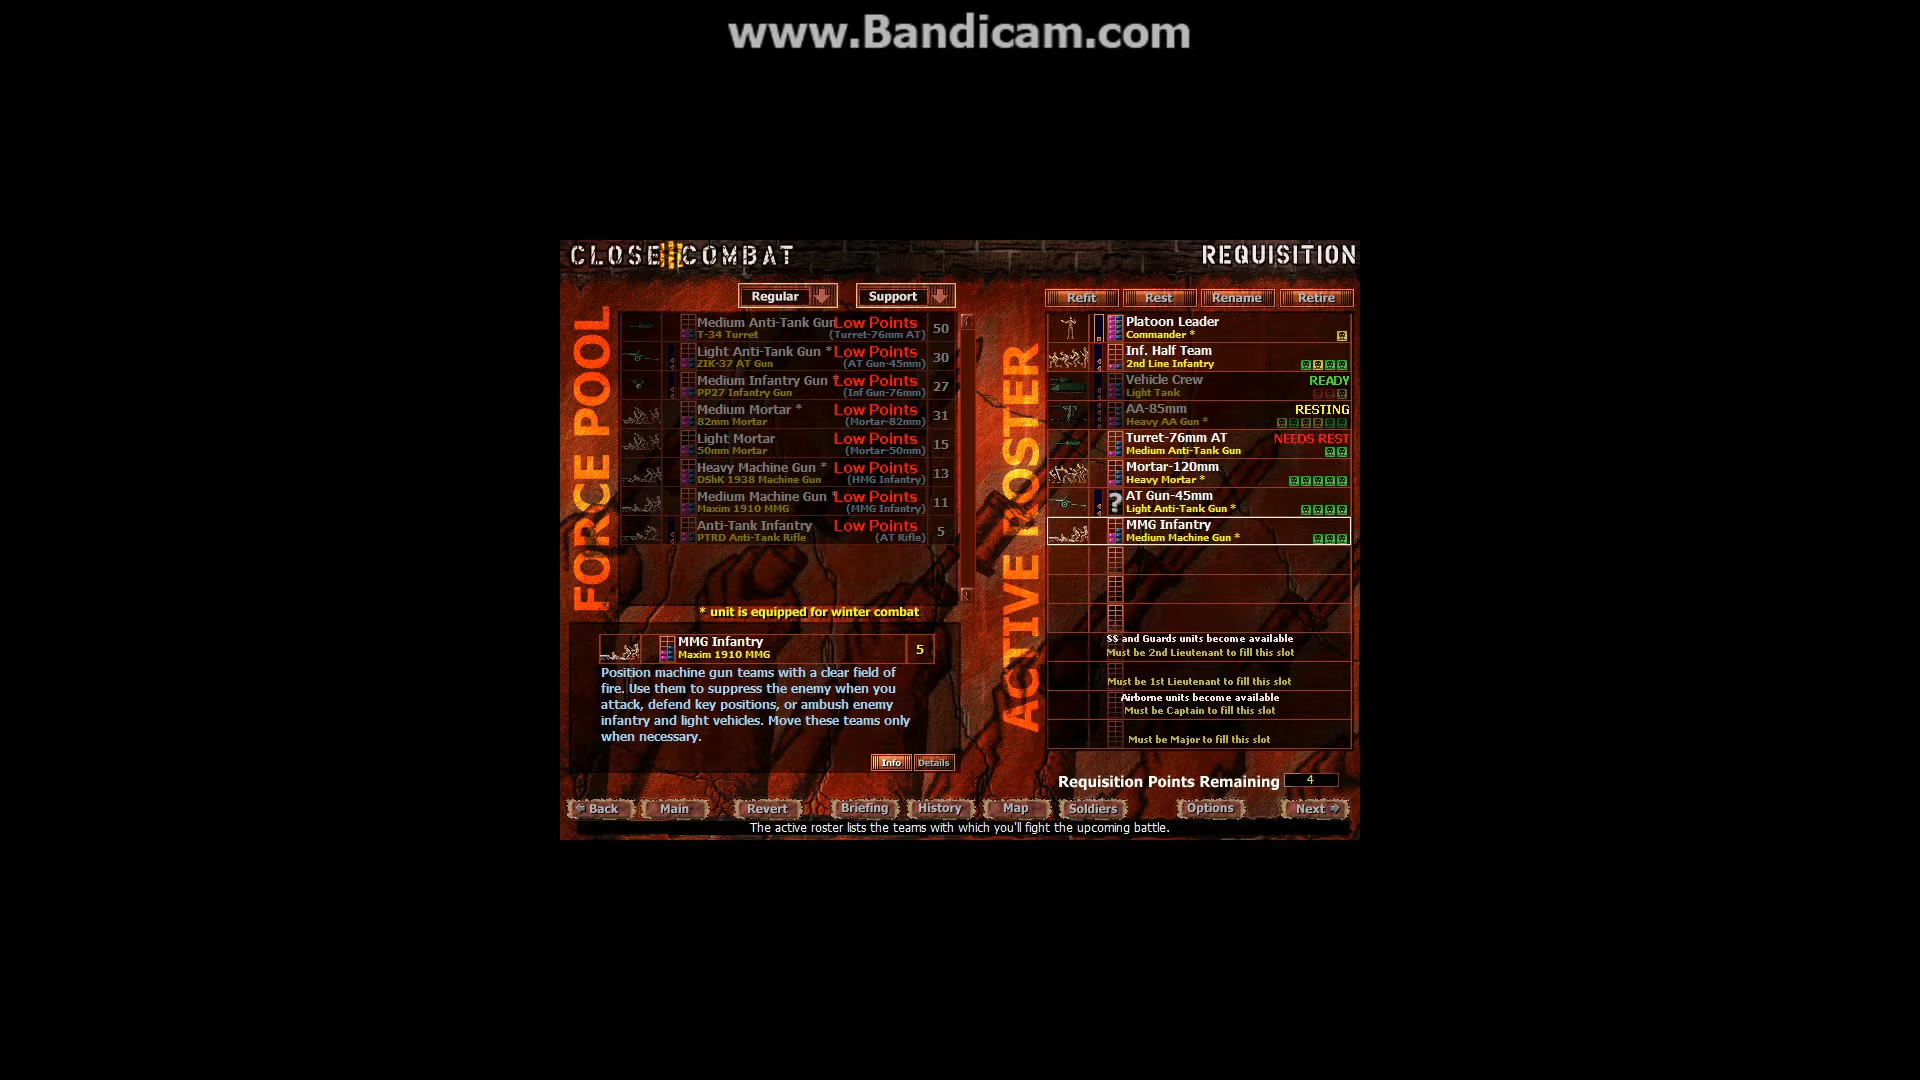 www.Bandicam.com
CLOSE III COMBAT
REQUISITION
Regular
Support
Refit
Rest
Rename
Retire
FORCE POOL
Medium Anti-Tank Gun Low Points 50
T-34 Turret (Turret-76mm AT)
Light Anti-Tank Gun * Low Points 30
ZIK-37 AT Gun (AT Gun-45mm)
Medium Infantry Gun * Low Points 27
PP27 Infantry Gun (Inf Gun-76mm)
Medium Mortar * Low Points 31
82mm Mortar (Mortar-82mm)
Light Mortar Low Points 15
50mm Mortar (Mortar-50mm)
Heavy Machine Gun * Low Points 13
DShK 1938 Machine Gun (HMG Infantry)
Medium Machine Gun * Low Points 11
Maxim 1910 MMG (MMG Infantry)
Anti-Tank Infantry Low Points 5
PTRD Anti-Tank Rifle (AT Rifle)
* unit is equipped for winter combat
MMG Infantry 5
Maxim 1910 MMG
Position machine gun teams with a clear field of
fire. Use them to suppress the enemy when you
attack, defend key positions, or ambush enemy
infantry and light vehicles. Move these teams only
when necessary.
Info
Details
ACTIVE ROSTER
Platoon Leader
Commander *
Inf. Half Team
2nd Line Infantry
Vehicle Crew READY
Light Tank
AA-85mm RESTING
Heavy AA Gun *
Turret-76mm AT NEEDS REST
Medium Anti-Tank Gun
Mortar-120mm
Heavy Mortar *
? AT Gun-45mm
Light Anti-Tank Gun *
MMG Infantry
Medium Machine Gun *
SS and Guards units become available
Must be 2nd Lieutenant to fill this slot
Must be 1st Lieutenant to fill this slot
Airborne units become available
Must be Captain to fill this slot
Must be Major to fill this slot
Requisition Points Remaining 4
Back
Main
Revert
Briefing
History
Map
Soldiers
Options
Next
The active roster lists the teams with which you'll fight the upcoming battle.